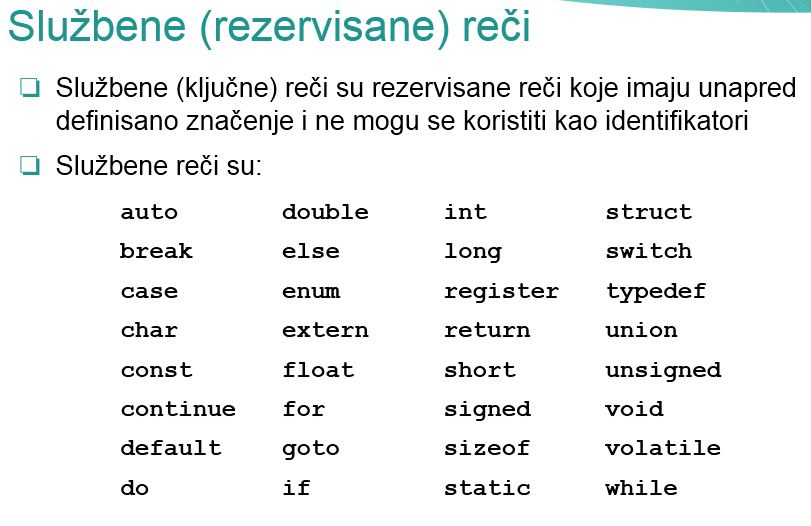 Službene (rezervisane) reči
❑ Službene (ključne) reči su rezervisane reči koje imaju unapred
definisano značenje i ne mogu se koristiti kao identifikatori
❑ Službene reči su:
auto double int struct
break else long switch
case enum register typedef
char extern return union
const float short unsigned
continue for signed void
default goto sizeof volatile
do if static while